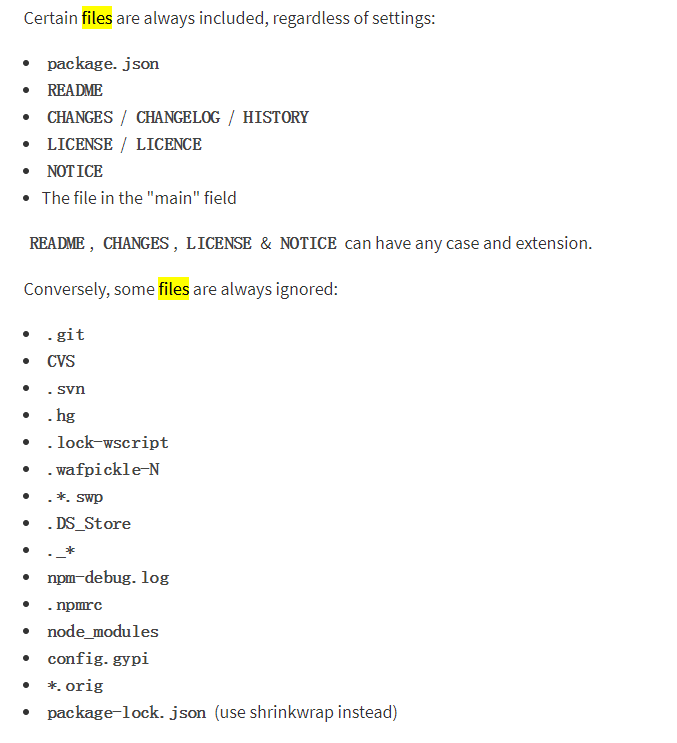 Certain files are always included, regardless of settings:
package.json
README
CHANGES / CHANGELOG / HISTORY
LICENSE / LICENCE
NOTICE
The file in the "main" field
README, CHANGES, LICENSE & NOTICE can have any case and extension.
Conversely, some files are always ignored:
.git
CVS
.svn
.hg
.lock-wscript
.wafpickle-N
.*.swp
.DS_Store
._*
npm-debug.log
.npmrc
node_modules
config.gypi
*.orig
package-lock.json (use shrinkwrap instead)